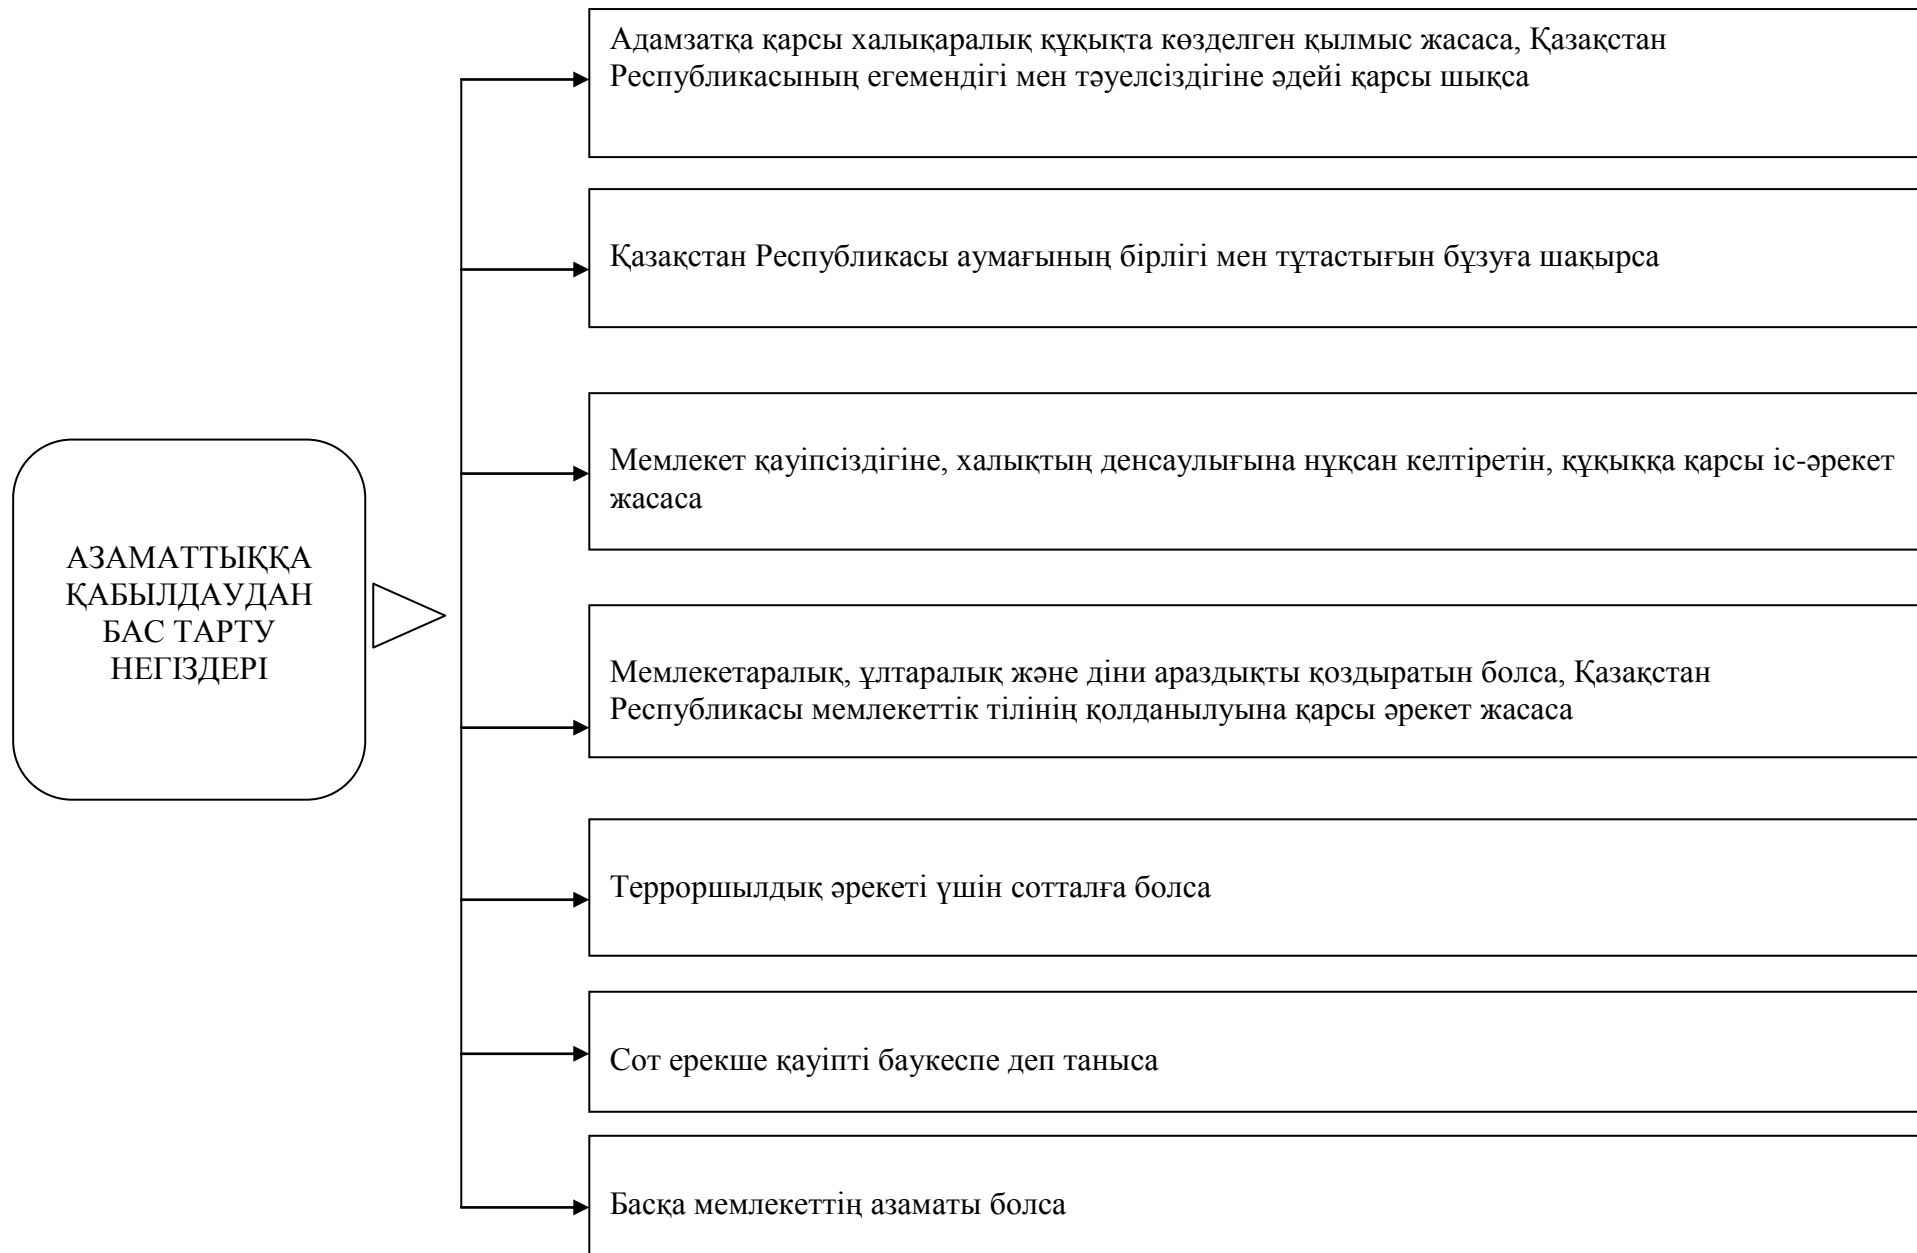 Адамзатқа қарсы халықаралық құқықта көзделген қылмыс жасаса, Қазақстан
Республикасының егемендігі мен тәуелсіздігіне әдейі қарсы шықса
Қазақстан Республикасы аумағының бірлігі мен тұтастығын бұзуға шақырса
Мемлекет қауіпсіздігіне, халықтың денсаулығына нұқсан келтіретін, құқыққа қарсы іс-әрекет
жасаса
АЗАМАТТЫҚҚА
ҚАБЫЛДАУДАН
БАС ТАРТУ
НЕГІЗДЕРІ
Мемлекетаралық, ұлтаралық және діни араздықты қоздыратын болса, Қазақстан
Республикасы мемлекеттік тілінің қолданылуына қарсы әрекет жасаса
Терроршылдық әрекеті үшін сотталға болса
Сот ерекше қауіпті баукеспе деп таныса
Басқа мемлекеттің азаматы болса